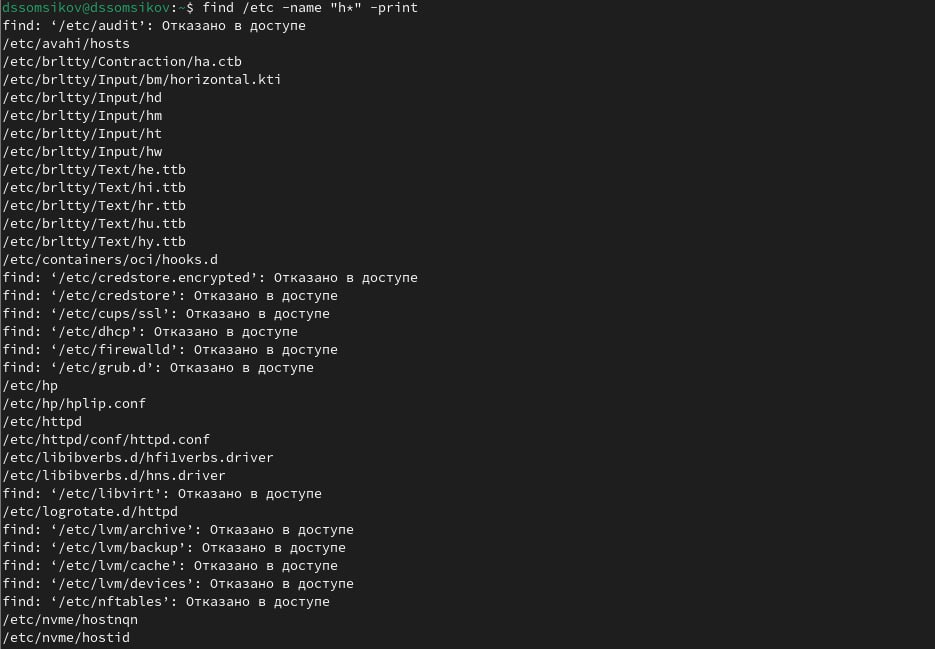 dssomsikov@dssomsikov:~$ find /etc -name "h*" -print
find: ‘/etc/audit’: Отказано в доступе
/etc/avahi/hosts
/etc/brltty/Contraction/ha.ctb
/etc/brltty/Input/bm/horizontal.kti
/etc/brltty/Input/hd
/etc/brltty/Input/hm
/etc/brltty/Input/ht
/etc/brltty/Input/hw
/etc/brltty/Text/he.ttb
/etc/brltty/Text/hi.ttb
/etc/brltty/Text/hr.ttb
/etc/brltty/Text/hu.ttb
/etc/brltty/Text/hy.ttb
/etc/containers/oci/hooks.d
find: ‘/etc/credstore.encrypted’: Отказано в доступе
find: ‘/etc/credstore’: Отказано в доступе
find: ‘/etc/cups/ssl’: Отказано в доступе
find: ‘/etc/dhcp’: Отказано в доступе
find: ‘/etc/firewalld’: Отказано в доступе
find: ‘/etc/grub.d’: Отказано в доступе
/etc/hp
/etc/hp/hplip.conf
/etc/httpd
/etc/httpd/conf/httpd.conf
/etc/libibverbs.d/hfi1verbs.driver
/etc/libibverbs.d/hns.driver
find: ‘/etc/libvirt’: Отказано в доступе
/etc/logrotate.d/httpd
find: ‘/etc/lvm/archive’: Отказано в доступе
find: ‘/etc/lvm/backup’: Отказано в доступе
find: ‘/etc/lvm/cache’: Отказано в доступе
find: ‘/etc/lvm/devices’: Отказано в доступе
find: ‘/etc/nftables’: Отказано в доступе
/etc/nvme/hostnqn
/etc/nvme/hostid